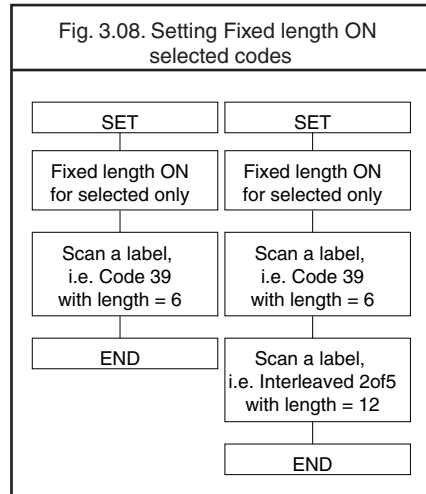 Fig. 3.08. Setting Fixed length ON
selected codes
SET
Fixed length ON
for selected only
Scan a label,
i.e. Code 39
with length = 6
END
SET
Fixed length ON
for selected only
Scan a label,
i.e. Code 39
with length = 6
Scan a label,
i.e. Interleaved 2of5
with length = 12
END